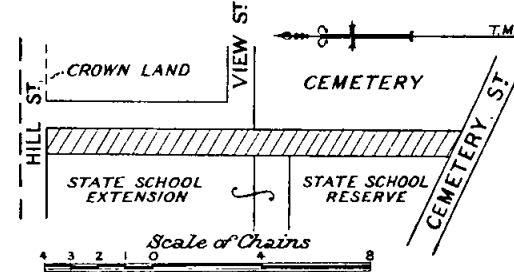 T.M.
CROWN LAND
VIEW ST.
CEMETERY
HILL ST.
CEMETERY ST.
STATE SCHOOL
EXTENSION
STATE SCHOOL
RESERVE
Scale of Chains
4 3 2 1 0 4 8